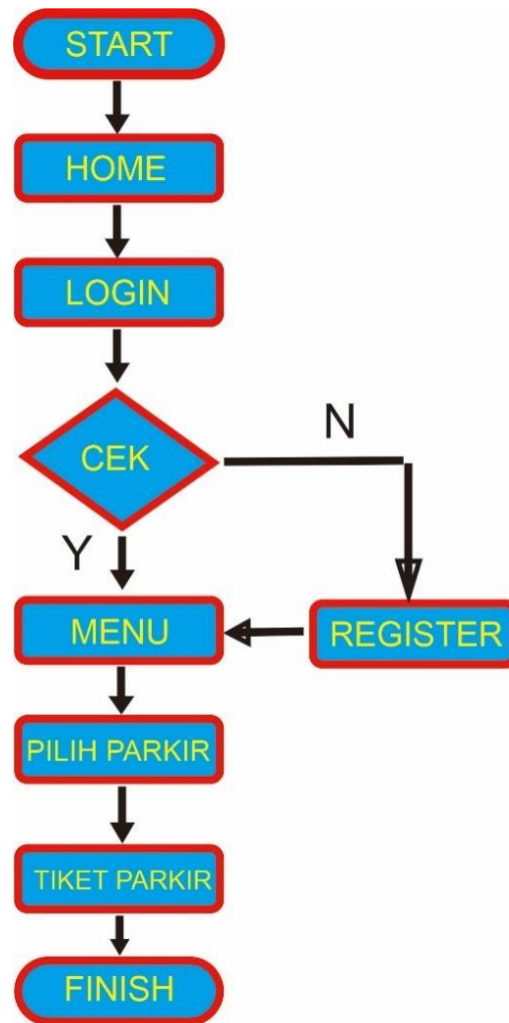 START
HOME
LOGIN
CEK
N
Y
MENU
REGISTER
PILIH PARKIR
TIKET PARKIR
FINISH